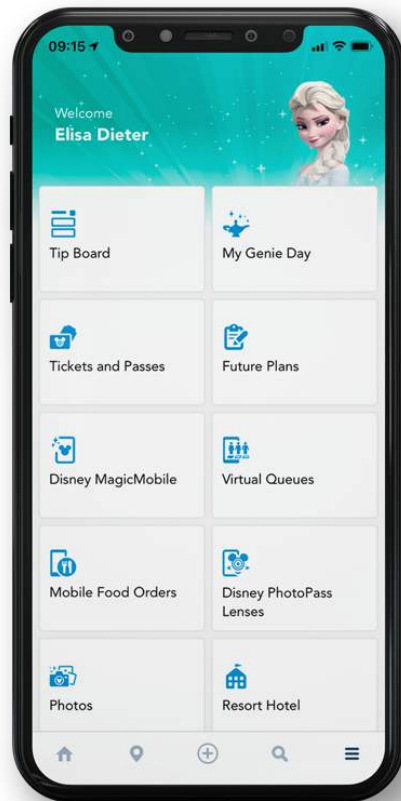 09:15
Welcome
Elisa Dieter
Tip Board
My Genie Day
Tickets and Passes
Future Plans
Disney MagicMobile
Virtual Queues
Mobile Food Orders
Disney PhotoPass
Lenses
Photos
Resort Hotel